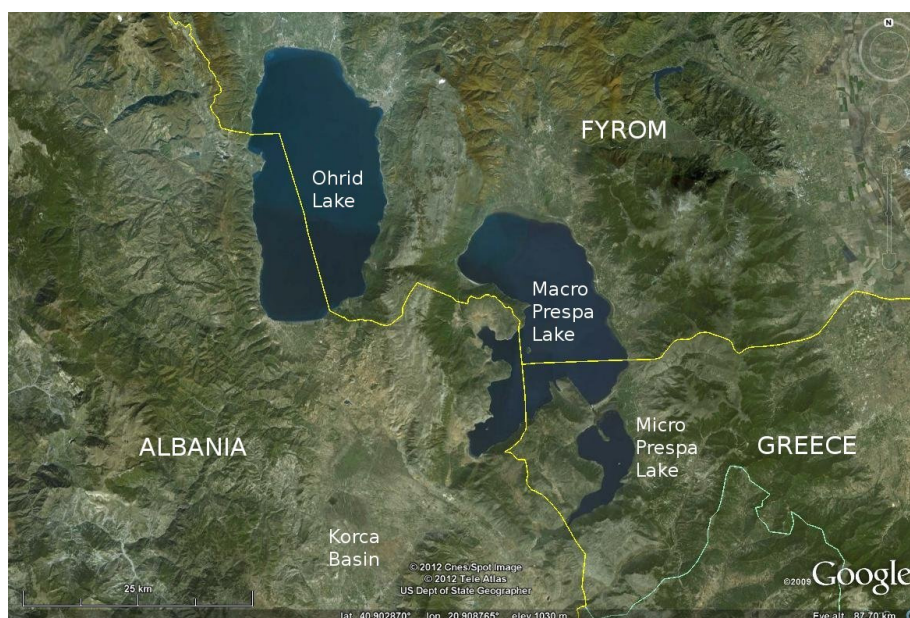 N
FYROM
Ohrid
Lake
Macro
Prespa
Lake
Micro
Prespa
Lake
ALBANIA
GREECE
Korca
Basin
© 2012 Cnes/Spot Image
© 2012 Tele Atlas
US Dept of State Geographer
©2009 Google
25 km
lat 40.902870° lon 20.908765° elev 1030 m
Eye alt 87.70 km